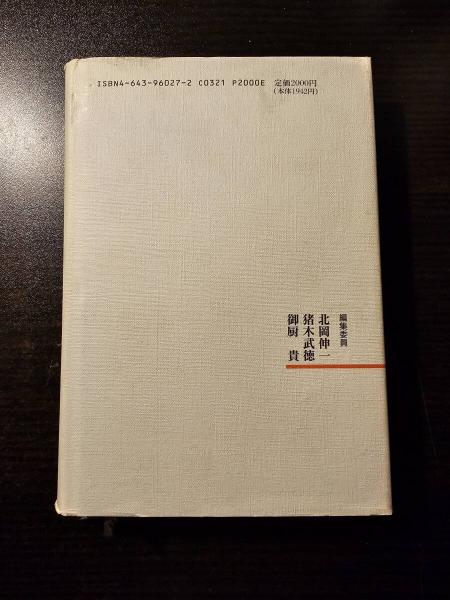 ISBN4-643-96027-2 C0321 P2000E 定価2000円
(本体1942円)
編集委員
北岡伸一
猪木武徳
御厨 貴